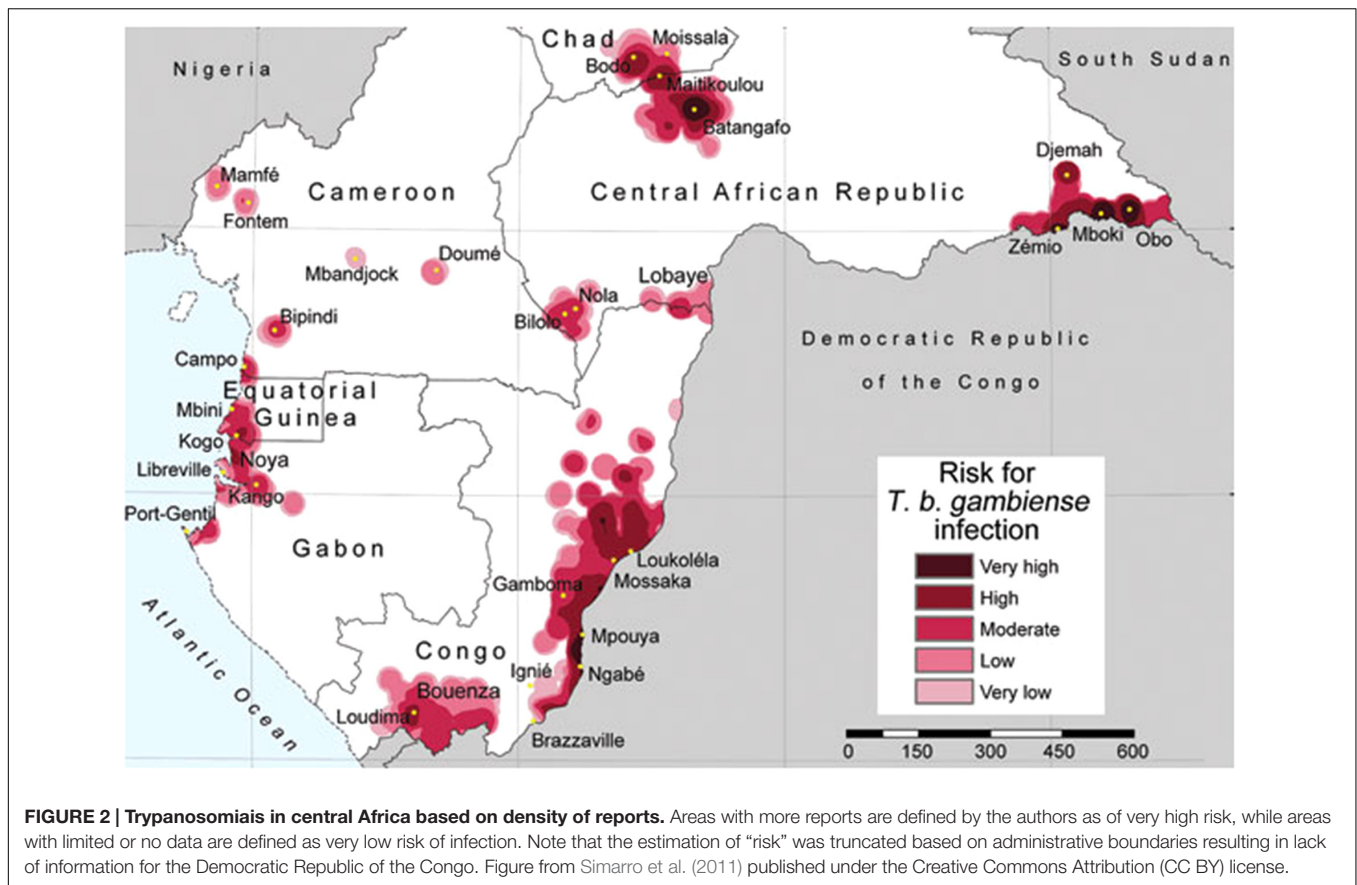 Nigeria
Chad
Moissala
Bodo
Maitikoulou
Batangafo
South Sudan
Djemah
Mamfé
Fontem
Cameroon
Central African Republic
Zémio
Mboki
Obo
Mbandjock
Doumé
Nola
Bilolo
Lobaye
Bipindi
Campo
Democratic Republic
of the Congo
Equatorial
Guinea
Mbini
Kogo
Noya
Libreville
Kango
Port-Gentil
Gabon
Atlantic Ocean
Loukoléla
Mossaka
Gamboma
Mpouya
Ngabé
Congo
Ignié
Bouenza
Loudima
Brazzaville
Risk for
T. b. gambiense
infection
Very high
High
Moderate
Low
Very low
0 150 300 450 600
FIGURE 2 | Trypanosomiais in central Africa based on density of reports. Areas with more reports are defined by the authors as of very high risk, while areas
with limited or no data are defined as very low risk of infection. Note that the estimation of “risk” was truncated based on administrative boundaries resulting in lack
of information for the Democratic Republic of the Congo. Figure from Simarro et al. (2011) published under the Creative Commons Attribution (CC BY) license.